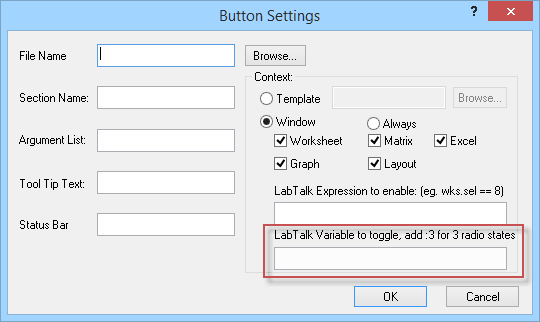 Button Settings
? ×
File Name
Browse...
Section Name:
Argument List:
Tool Tip Text:
Status Bar
Context:
Template
Browse...
Window
Always
Worksheet
Matrix
Excel
Graph
Layout
LabTalk Expression to enable: (eg. wks.sel == 8)
LabTalk Variable to toggle, add :3 for 3 radio states
OK
Cancel